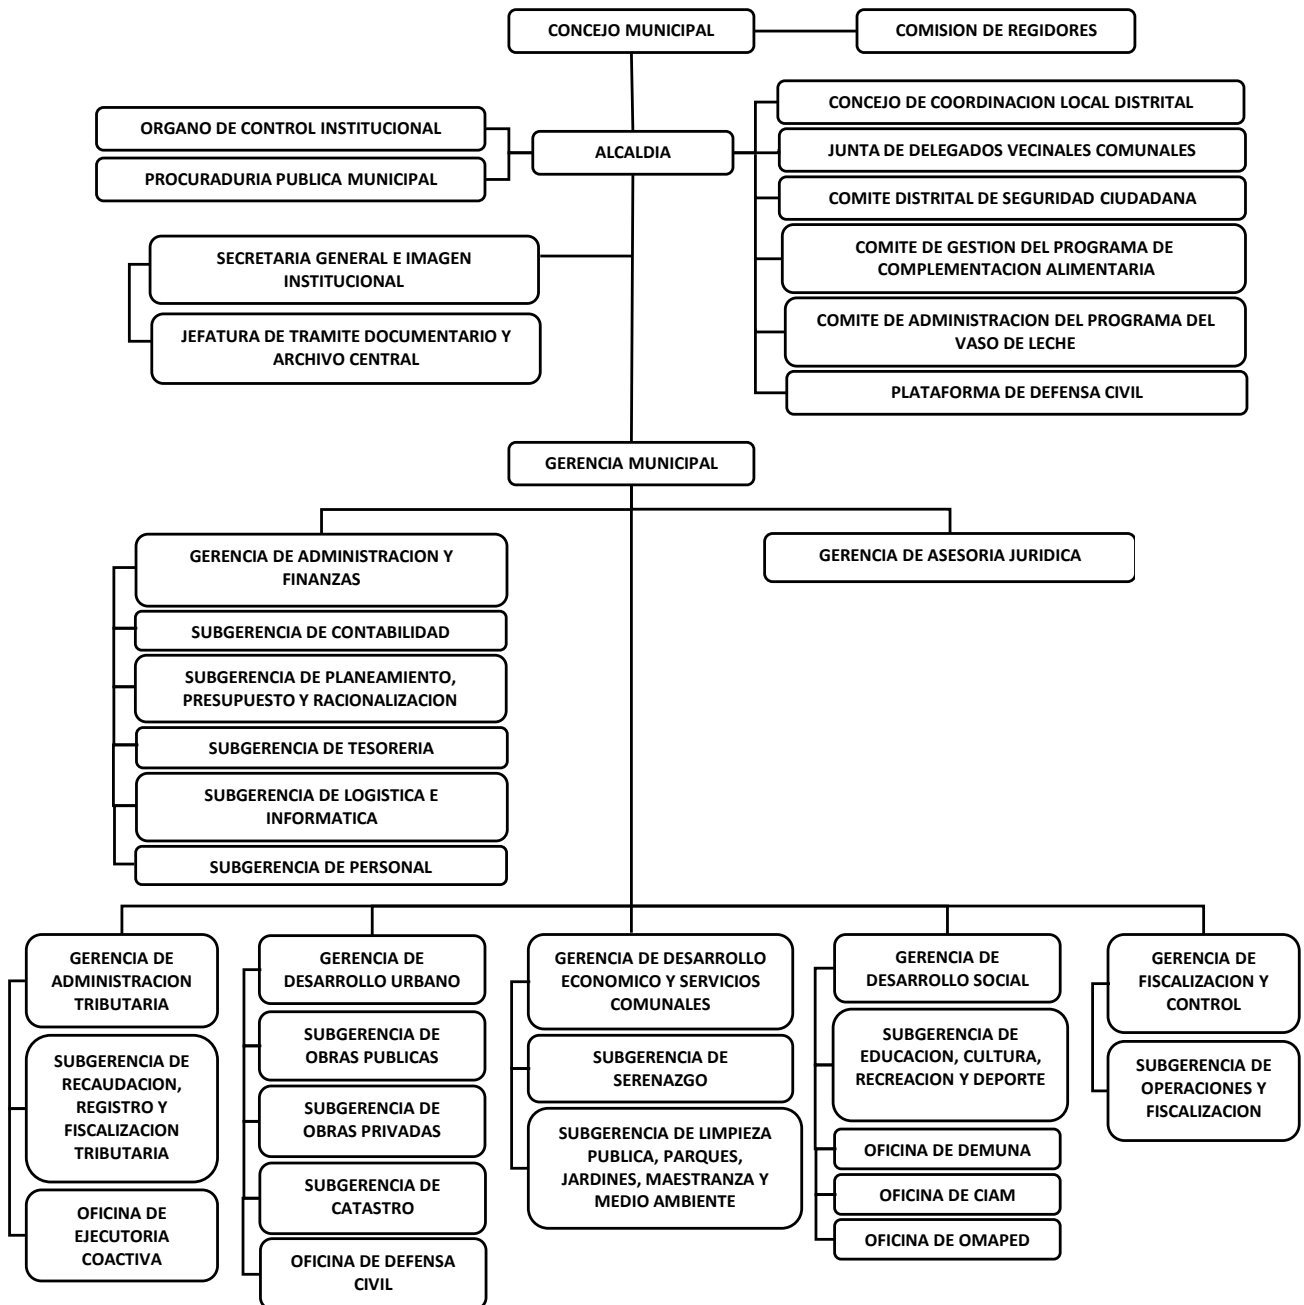 CONCEJO MUNICIPAL
COMISION DE REGIDORES
ORGANO DE CONTROL INSTITUCIONAL
PROCURADURIA PUBLICA MUNICIPAL
ALCALDIA
CONCEJO DE COORDINACION LOCAL DISTRITAL
JUNTA DE DELEGADOS VECINALES COMUNALES
COMITE DISTRITAL DE SEGURIDAD CIUDADANA
COMITE DE GESTION DEL PROGRAMA DE
COMPLEMENTACION ALIMENTARIA
COMITE DE ADMINISTRACION DEL PROGRAMA DEL
VASO DE LECHE
PLATAFORMA DE DEFENSA CIVIL
SECRETARIA GENERAL E IMAGEN
INSTITUCIONAL
JEFATURA DE TRAMITE DOCUMENTARIO Y
ARCHIVO CENTRAL
GERENCIA MUNICIPAL
GERENCIA DE ADMINISTRACION Y
FINANZAS
SUBGERENCIA DE CONTABILIDAD
SUBGERENCIA DE PLANEAMIENTO,
PRESUPUESTO Y RACIONALIZACION
SUBGERENCIA DE TESORERIA
SUBGERENCIA DE LOGISTICA E
INFORMATICA
SUBGERENCIA DE PERSONAL
GERENCIA DE ASESORIA JURIDICA
GERENCIA DE
ADMINISTRACION
TRIBUTARIA
SUBGERENCIA DE
RECAUDACION,
REGISTRO Y
FISCALIZACION
TRIBUTARIA
OFICINA DE
EJECUTORIA
COACTIVA
GERENCIA DE
DESARROLLO URBANO
SUBGERENCIA DE
OBRAS PUBLICAS
SUBGERENCIA DE
OBRAS PRIVADAS
SUBGERENCIA DE
CATASTRO
OFICINA DE DEFENSA
CIVIL
GERENCIA DE DESARROLLO
ECONOMICO Y SERVICIOS
COMUNALES
SUBGERENCIA DE
SERENAZGO
SUBGERENCIA DE LIMPIEZA
PUBLICA, PARQUES,
JARDINES, MAESTRANZA Y
MEDIO AMBIENTE
GERENCIA DE
DESARROLLO SOCIAL
SUBGERENCIA DE
EDUCACION, CULTURA,
RECREACION Y DEPORTE
OFICINA DE DEMUNA
OFICINA DE CIAM
OFICINA DE OMAPED
GERENCIA DE
FISCALIZACION Y
CONTROL
SUBGERENCIA DE
OPERACIONES Y
FISCALIZACION